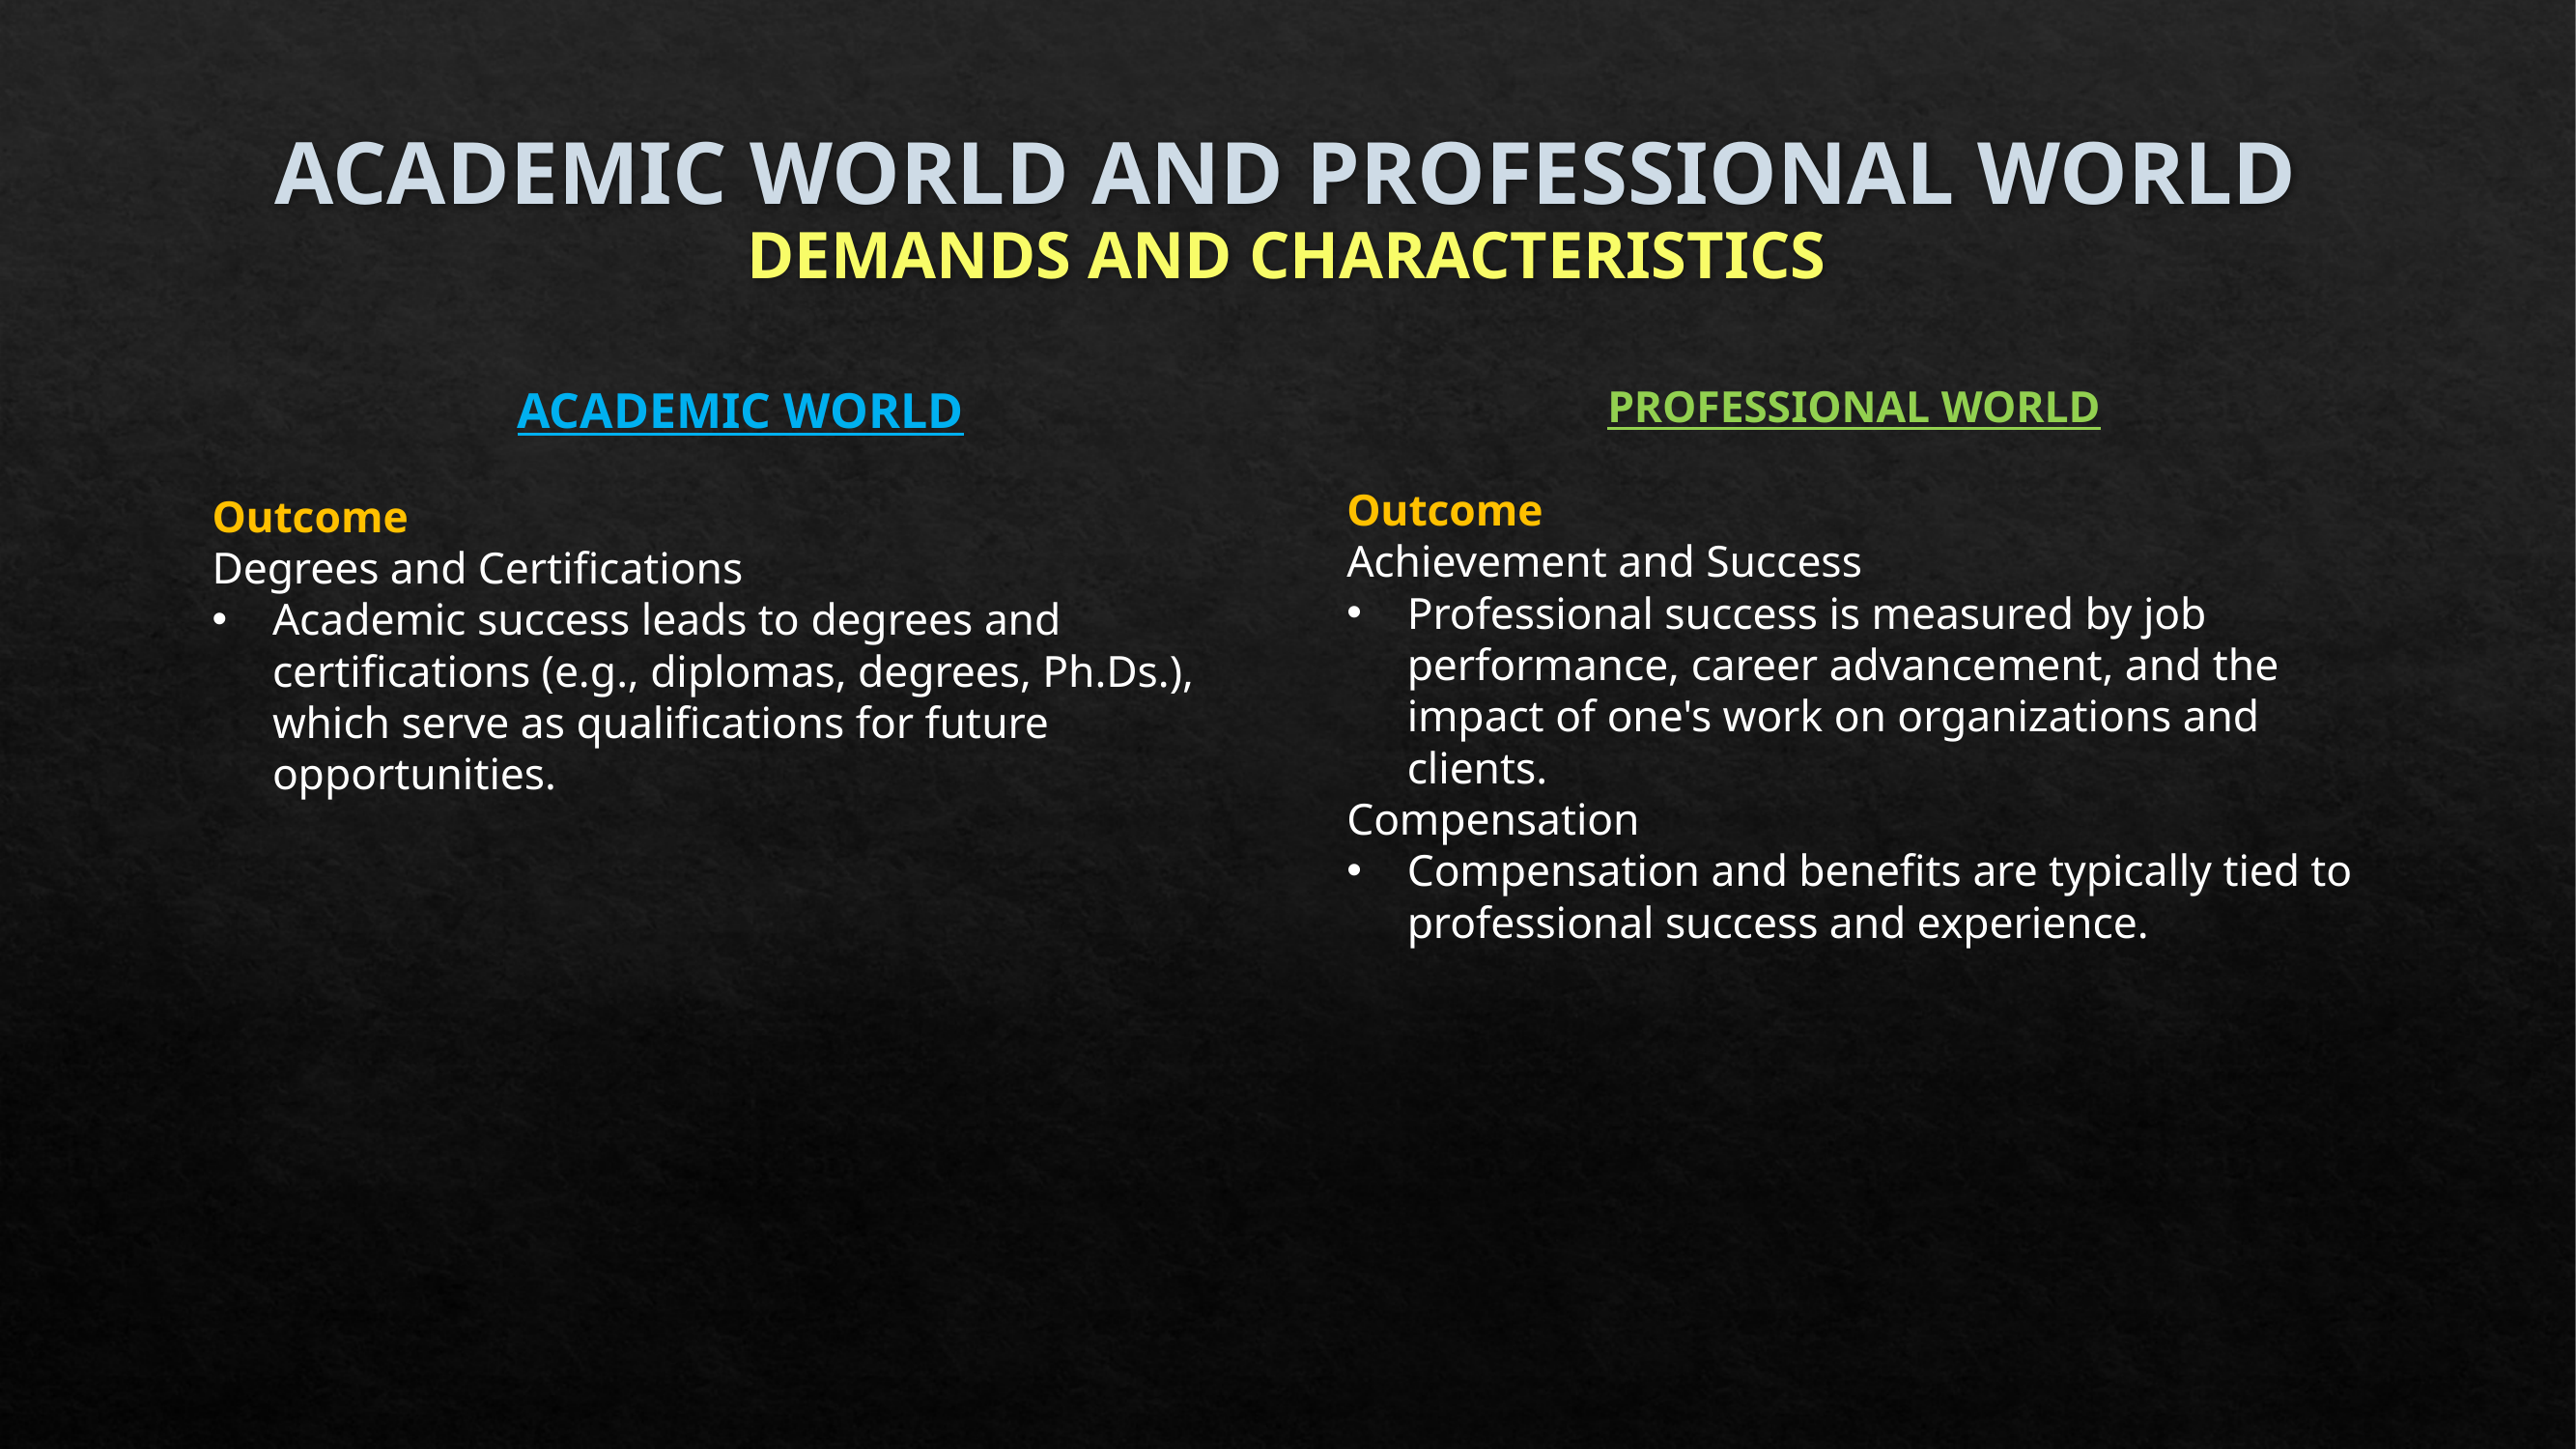 ACADEMIC WORLD AND PROFESSIONAL WORLD
DEMANDS AND CHARACTERISTICS
ACADEMIC WORLD
Outcome
Degrees and Certifications
• Academic success leads to degrees and
certifications (e.g., diplomas, degrees, Ph.Ds.),
which serve as qualifications for future
opportunities.
PROFESSIONAL WORLD
Outcome
Achievement and Success
• Professional success is measured by job
performance, career advancement, and the
impact of one's work on organizations and
clients.
Compensation
• Compensation and benefits are typically tied to
professional success and experience.